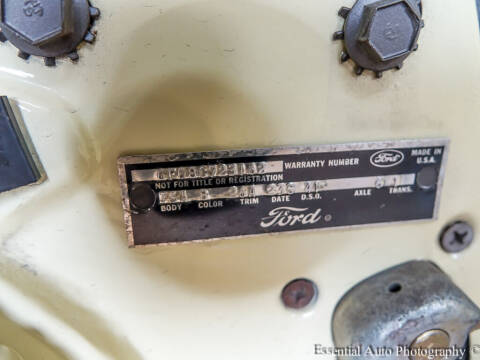 WARRANTY NUMBER Ford MADE IN U.S.A.
NOT FOR TITLE OR REGISTRATION
BODY COLOR TRIM DATE D.S.O. AXLE TRANS.
Ford ®
Essential Auto Photography ©